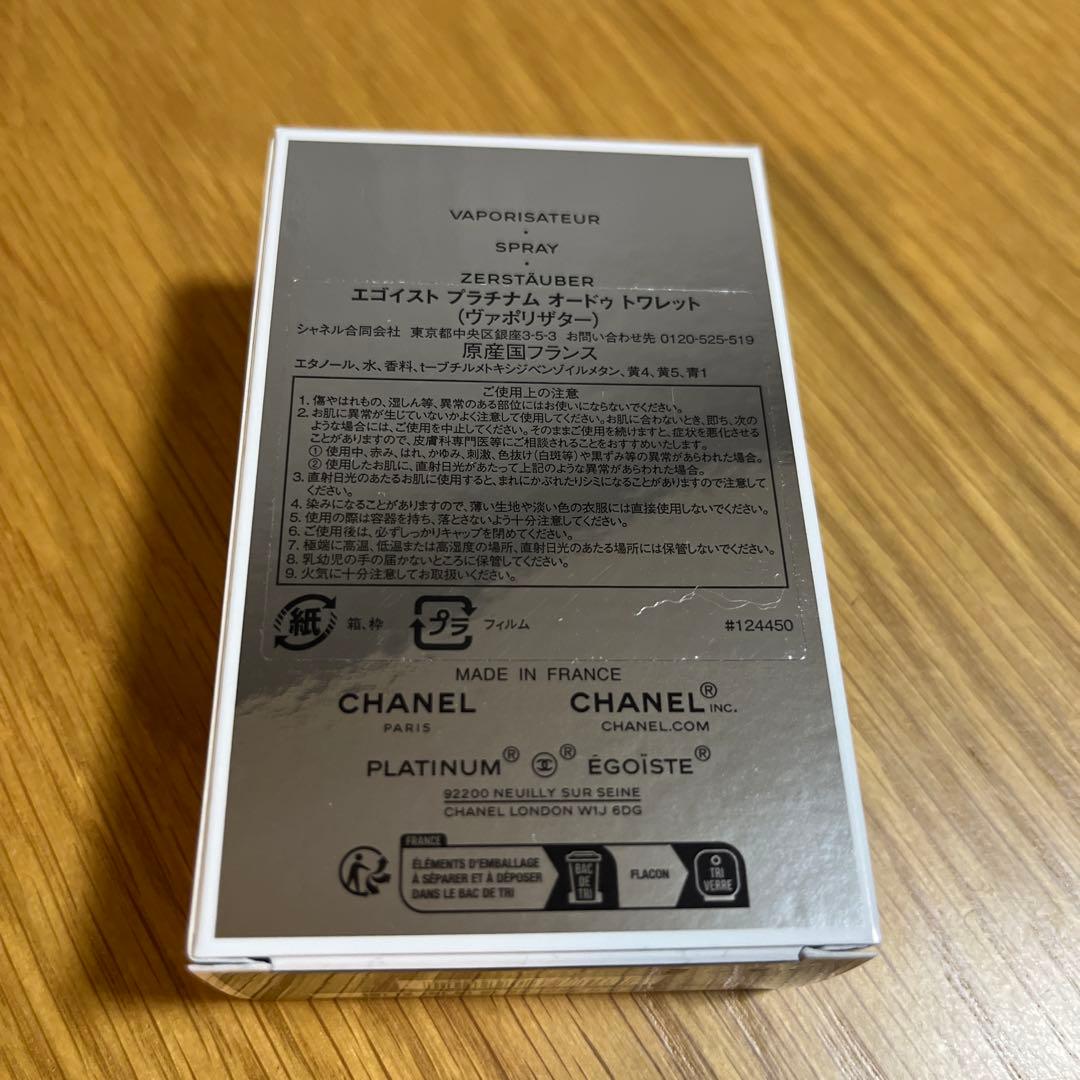 VAPORISATEUR
·
SPRAY
·
ZERSTÄUBER
エゴイスト プラチナム オードゥ トワレット
(ヴァポリザター)
シャネル合同会社 東京都中央区銀座3-5-3 お問い合わせ先 0120-525-519
原産国フランス
エタノール、水、香料、t-ブチルメトキシジベンゾイルメタン、黄4、黄5、青1
ご使用上の注意
1. 傷やはれもの、湿しん等、異常のある部位にはお使いにならないでください。
2. お肌に異常が生じていないかよく注意して使用してください。お肌に合わないとき、即ち、次の
ような場合には、ご使用を中止してください。そのままご使用を続けますと、症状を悪化させる
ことがありますので、皮膚科専門医等にご相談されることをおすすめいたします。
① 使用中、赤み、はれ、かゆみ、刺激、色抜け(白斑等)や黒ずみ等の異常があらわれた場合。
② 使用したお肌に、直射日光があたって上記のような異常があらわれた場合。
3. 直射日光のあたるお肌に使用すると、まれにかぶれたりシミになることがありますので注意して
ください。
4. 染みになることがありますので、薄い生地や淡い色の衣服には直接使用しないでください。
5. 使用の際は容器を持ち、落とさないよう十分注意してください。
6. ご使用後は、必ずしっかりキャップを閉めてください。
7. 極端に高温、低温または高湿度の場所、直射日光のあたる場所には保管しないでください。
8. 乳幼児の手の届かないところに保管してください。
9. 火気に十分注意してお取扱いください。
紙 箱、枠 プラ フィルム #124450
MADE IN FRANCE
CHANEL CHANEL® INC.
PARIS CHANEL.COM
PLATINUM® ® ÉGOÏSTE®
92200 NEUILLY SUR SEINE
CHANEL LONDON W1J 6DG
FRANCE
ÉLÉMENTS D'EMBALLAGE
À SÉPARER ET À DÉPOSER
DANS LE BAC DE TRI
BAC
DE
TRI
FLACON
TRI
VERRE